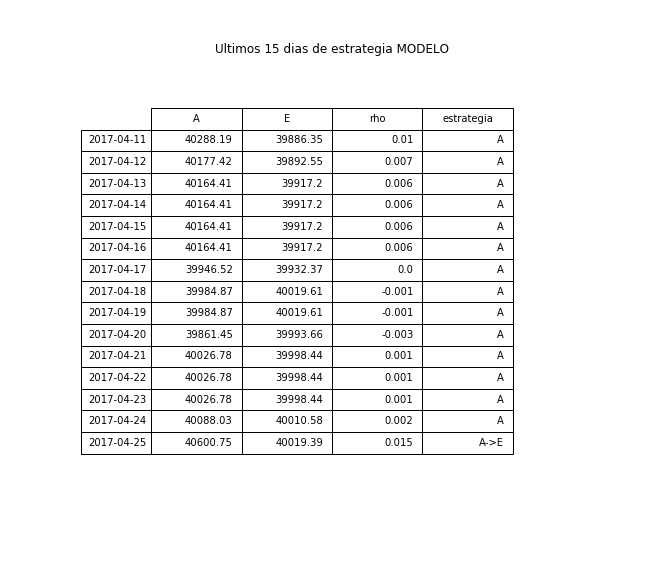 Ultimos 15 dias de estrategia MODELO
A E rho estrategia
2017-04-11 40288.19 39886.35 0.01 A
2017-04-12 40177.42 39892.55 0.007 A
2017-04-13 40164.41 39917.2 0.006 A
2017-04-14 40164.41 39917.2 0.006 A
2017-04-15 40164.41 39917.2 0.006 A
2017-04-16 40164.41 39917.2 0.006 A
2017-04-17 39946.52 39932.37 0.0 A
2017-04-18 39984.87 40019.61 -0.001 A
2017-04-19 39984.87 40019.61 -0.001 A
2017-04-20 39861.45 39993.66 -0.003 A
2017-04-21 40026.78 39998.44 0.001 A
2017-04-22 40026.78 39998.44 0.001 A
2017-04-23 40026.78 39998.44 0.001 A
2017-04-24 40088.03 40010.58 0.002 A
2017-04-25 40600.75 40019.39 0.015 A->E